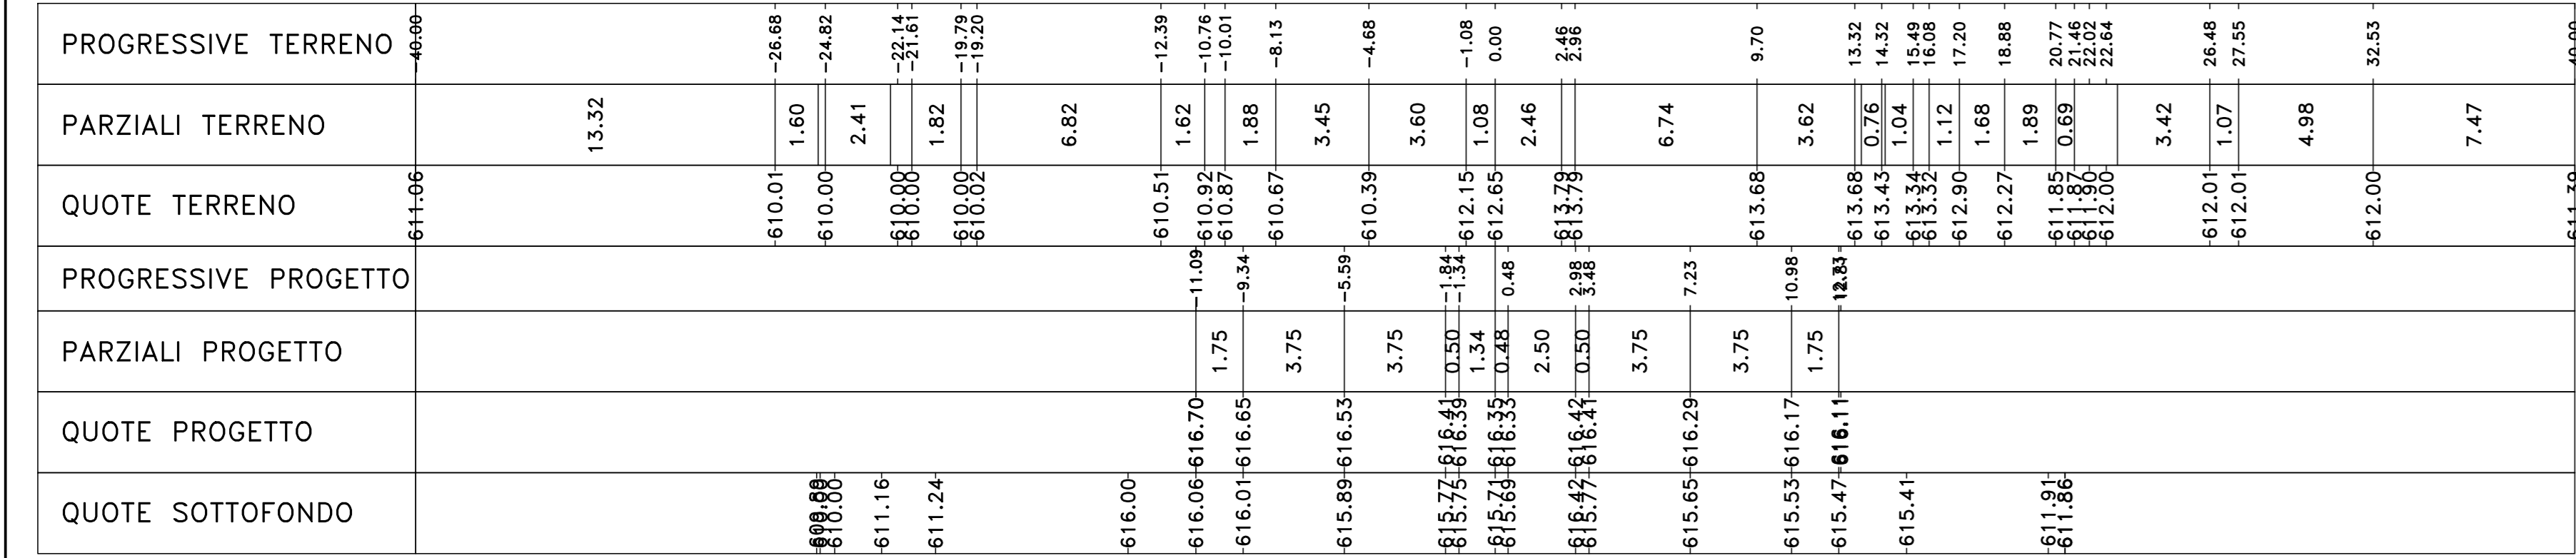 PROGRESSIVE TERRENO -40.00 -26.68 -24.82 -22.14 -21.61 -19.79 -19.20 -12.39 -10.76 -10.01 -8.13 -4.68 -1.08 0.00 2.46 2.96 9.70 13.32 14.32 15.49 16.08 17.20 18.88 20.77 21.46 22.02 22.64 26.48 27.55 32.53
PARZIALI TERRENO 13.32 1.60 2.41 1.82 6.82 1.62 1.88 3.45 3.60 1.08 2.46 6.74 3.62 0.76 1.04 1.12 1.68 1.89 0.69 3.42 1.07 4.98 7.47
QUOTE TERRENO 611.06 610.01 610.00 610.00 610.00 610.00 610.02 610.51 610.92 610.87 610.67 610.39 612.15 612.65 613.79 613.79 613.68 613.68 613.43 613.34 613.32 612.90 612.27 611.85 611.87 611.90 612.00 612.01 612.01 612.00
PROGRESSIVE PROGETTO -11.09 -9.34 -5.59 -1.84 -1.34 0.48 2.98 3.48 7.23 10.98
PARZIALI PROGETTO 1.75 3.75 3.75 0.50 1.34 0.48 2.50 0.50 3.75 3.75 1.75
QUOTE PROGETTO 616.70 616.65 616.53 616.41 616.39 616.35 616.33 616.42 616.41 616.29 616.17 616.11
QUOTE SOTTOFONDO 610.00 611.16 611.24 616.00 616.06 616.01 615.89 615.77 615.75 615.71 615.69 616.42 615.77 615.65 615.53 615.47 615.41 611.91 611.86